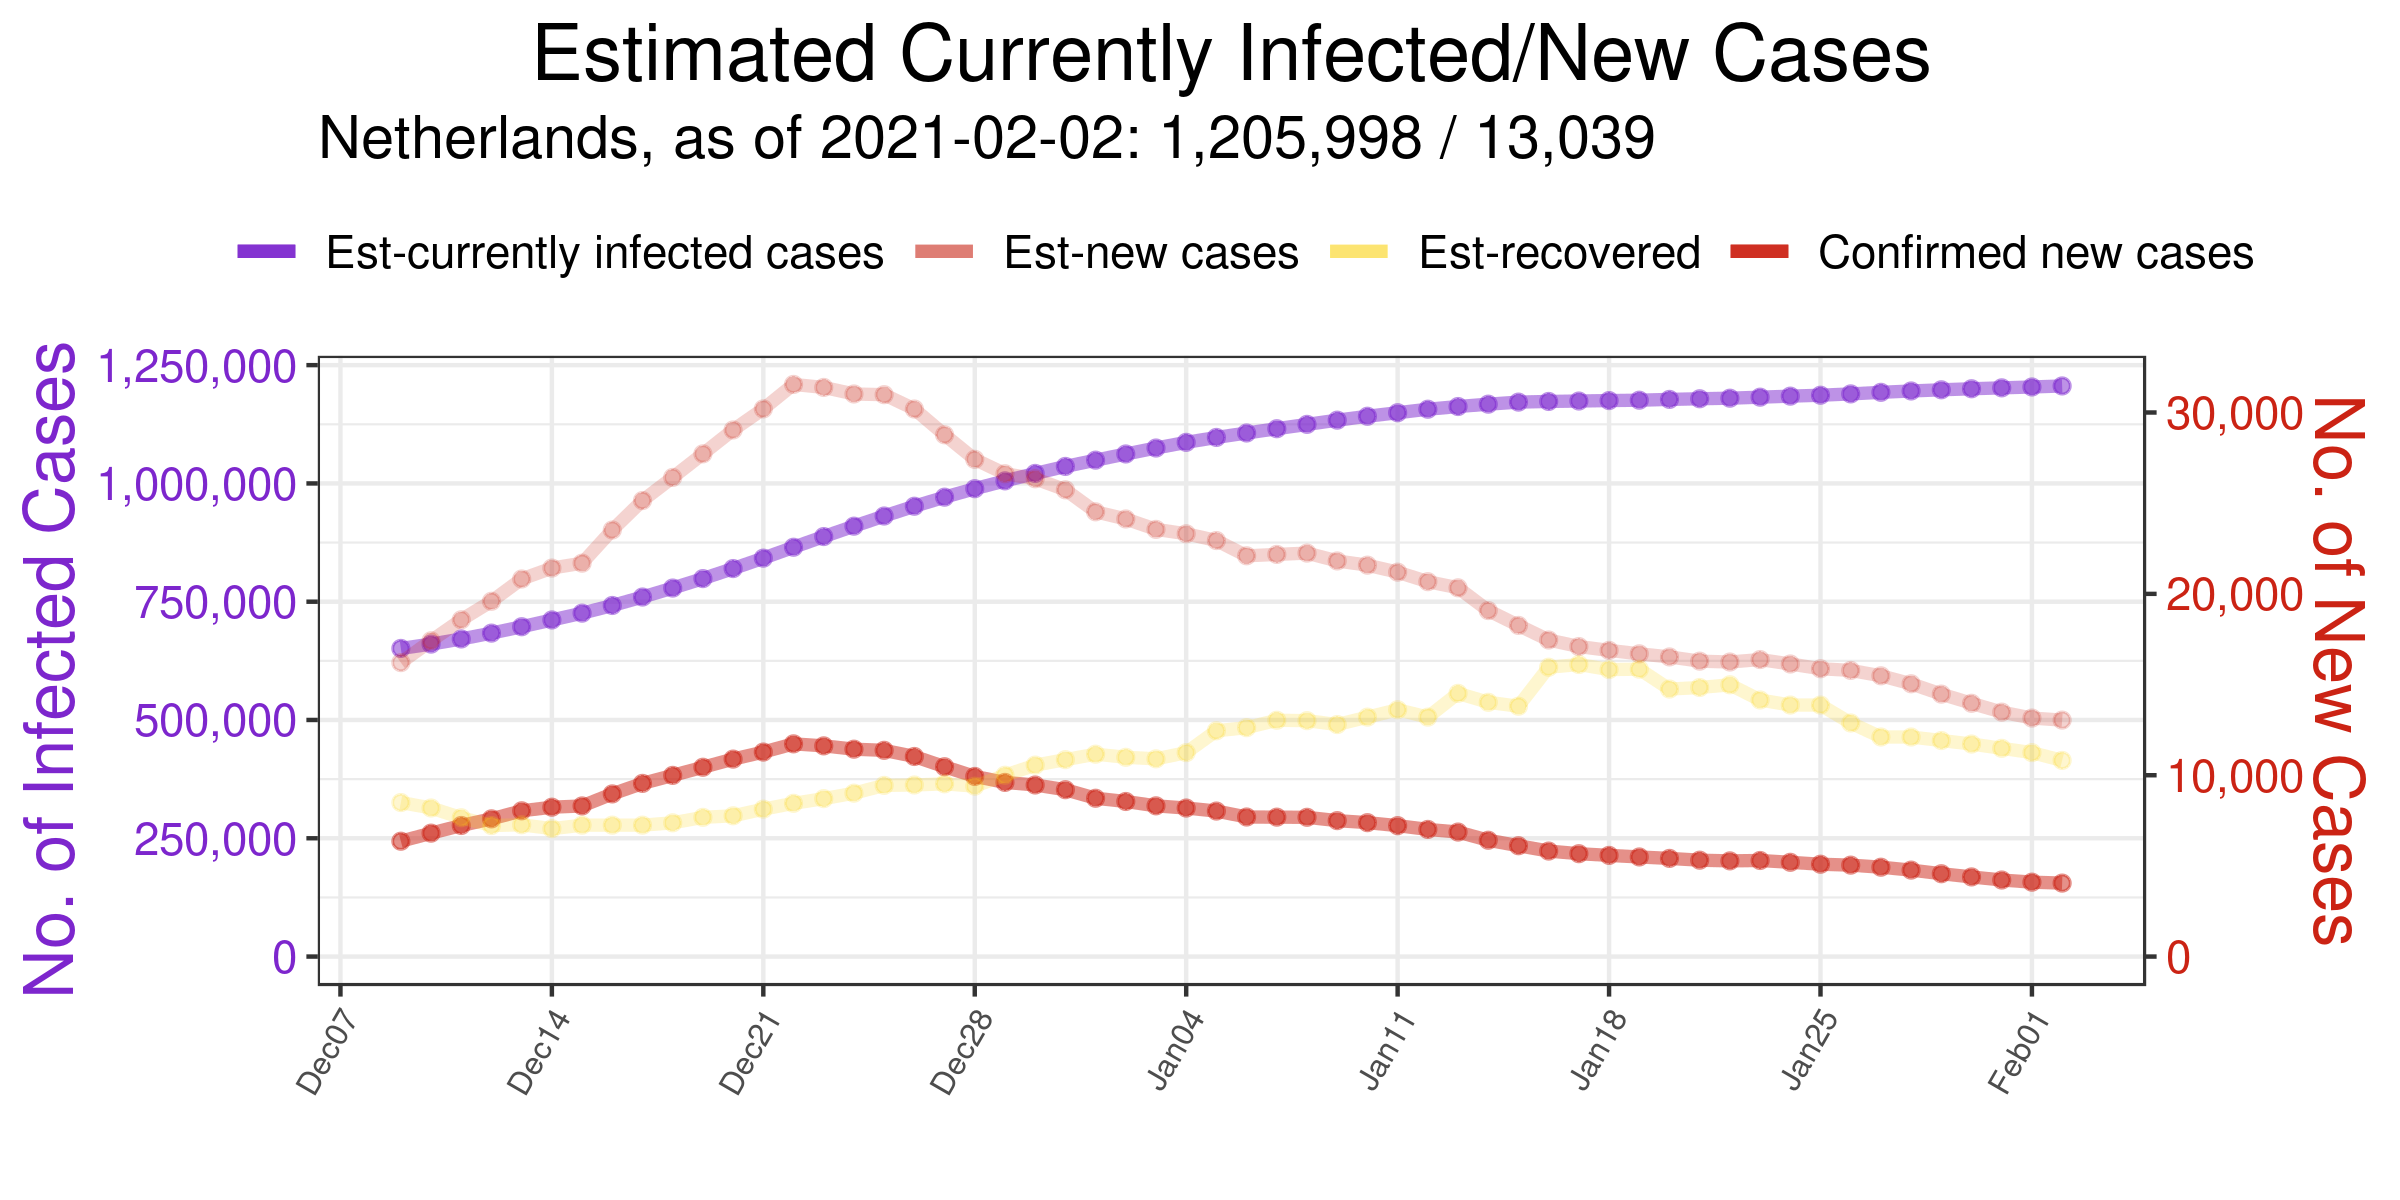 Estimated Currently Infected/New Cases
Netherlands, as of 2021-02-02: 1,205,998 / 13,039
Est-currently infected cases Est-new cases Est-recovered Confirmed new cases
No. of Infected Cases
1,250,000
1,000,000
750,000
500,000
250,000
0
30,000
20,000
10,000
0
No. of New Cases
Dec07 Dec14 Dec21 Dec28 Jan04 Jan11 Jan18 Jan25 Feb01